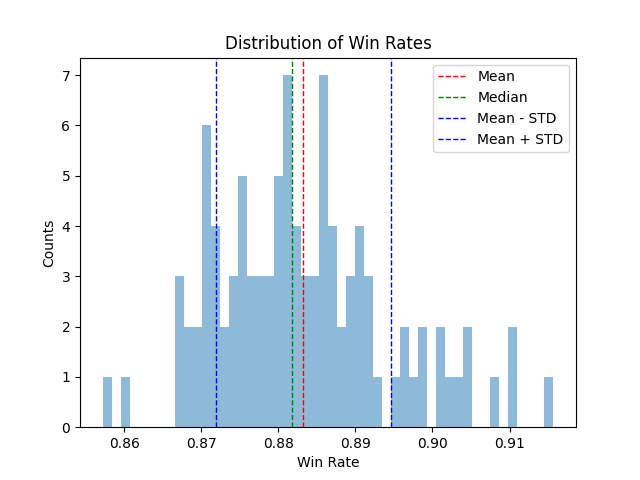 Distribution of Win Rates
Mean
Median
Mean - STD
Mean + STD
7
6
5
4
3
2
1
0
Counts
0.86 0.87 0.88 0.89 0.90 0.91
Win Rate